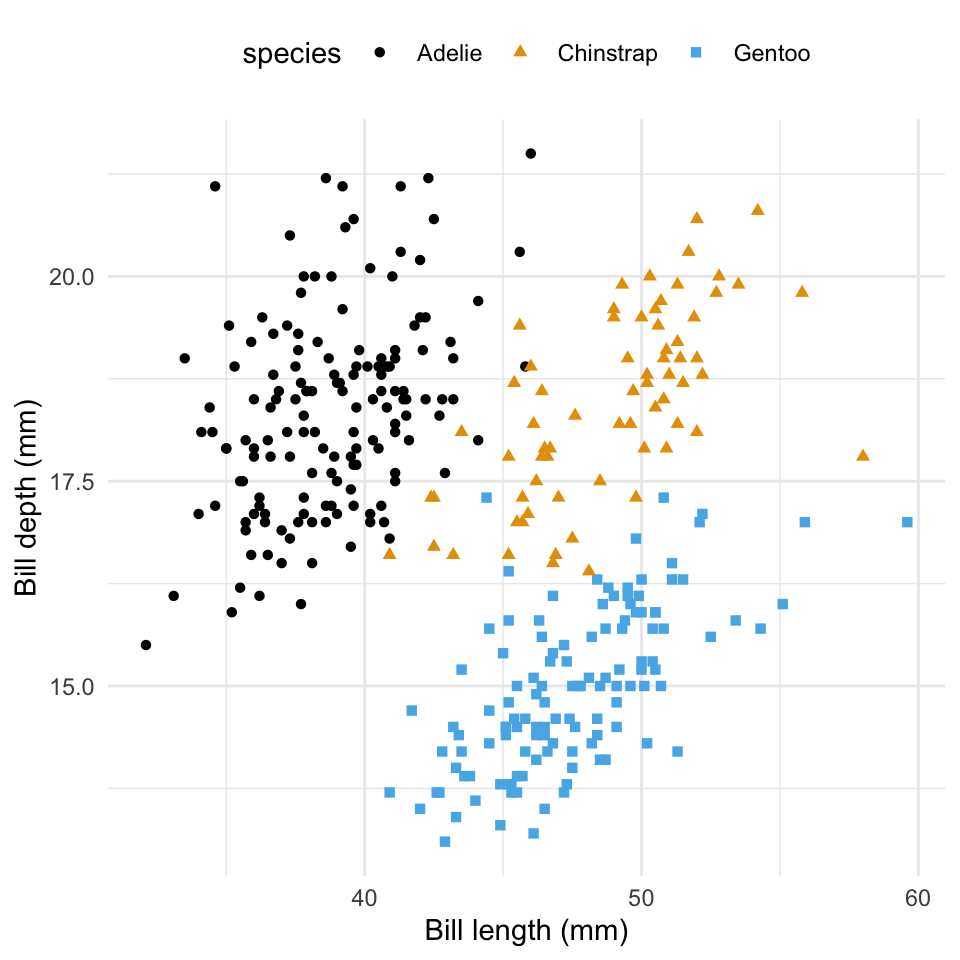 species Adelie Chinstrap Gentoo
20.0
17.5
15.0
Bill depth (mm)
40 50 60
Bill length (mm)